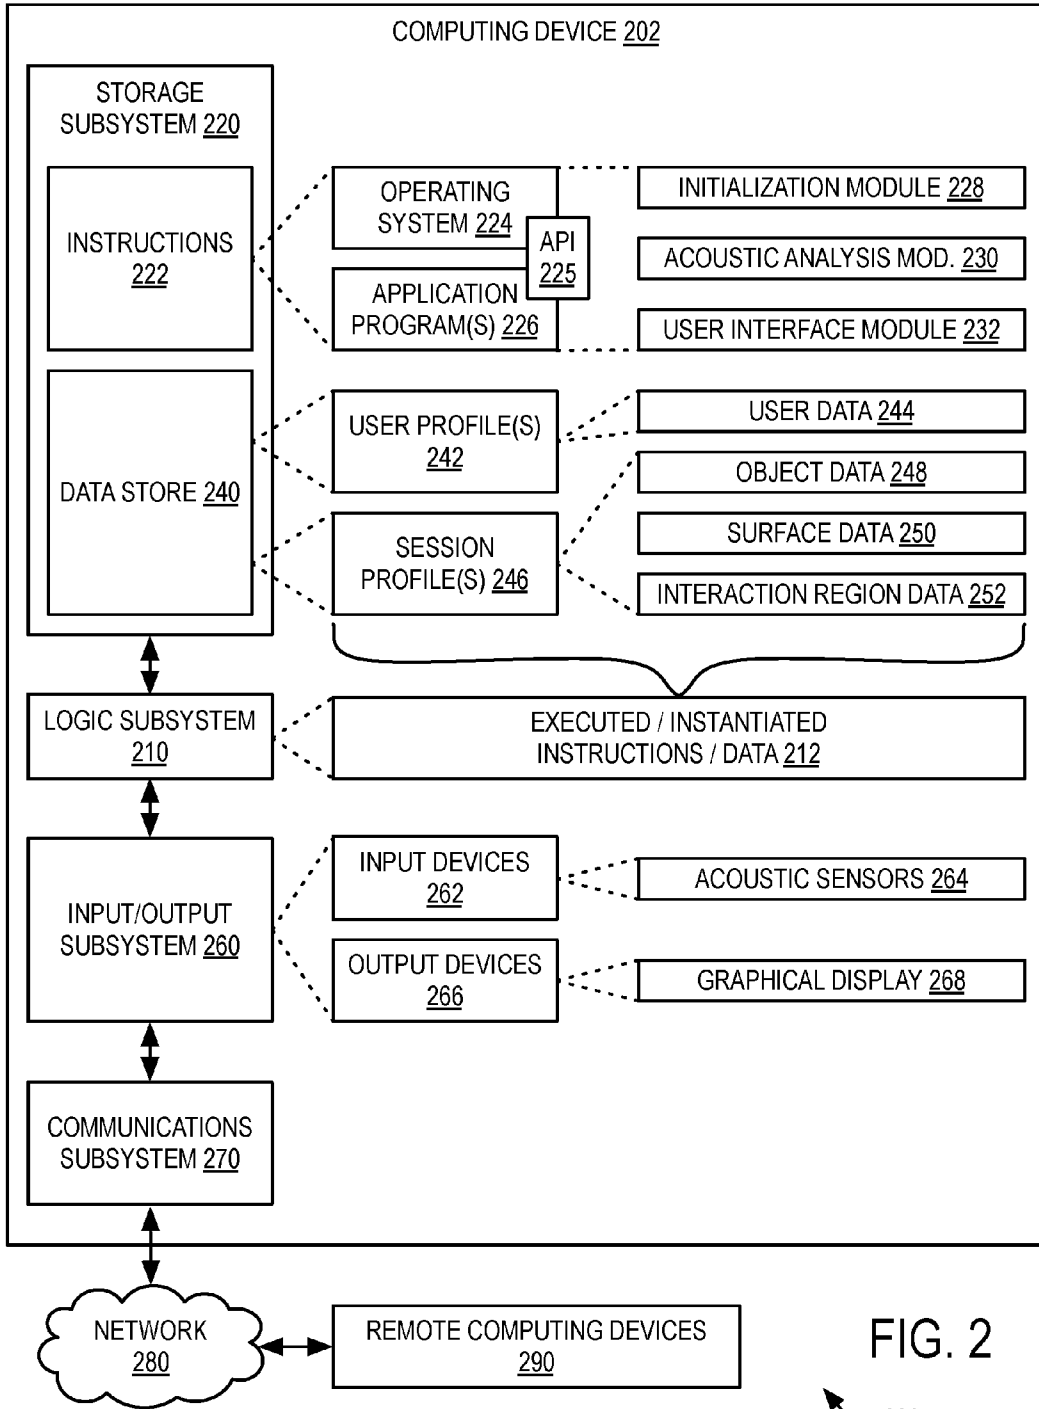 COMPUTING DEVICE 202
STORAGE
SUBSYSTEM 220
INSTRUCTIONS
222
OPERATING
SYSTEM 224
API
225
APPLICATION
PROGRAM(S) 226
INITIALIZATION MODULE 228
ACOUSTIC ANALYSIS MOD. 230
USER INTERFACE MODULE 232
DATA STORE 240
USER PROFILE(S)
242
USER DATA 244
SESSION
PROFILE(S) 246
OBJECT DATA 248
SURFACE DATA 250
INTERACTION REGION DATA 252
LOGIC SUBSYSTEM
210
EXECUTED / INSTANTIATED
INSTRUCTIONS / DATA 212
INPUT/OUTPUT
SUBSYSTEM 260
INPUT DEVICES
262
ACOUSTIC SENSORS 264
OUTPUT DEVICES
266
GRAPHICAL DISPLAY 268
COMMUNICATIONS
SUBSYSTEM 270
NETWORK
280
REMOTE COMPUTING DEVICES
290
FIG. 2